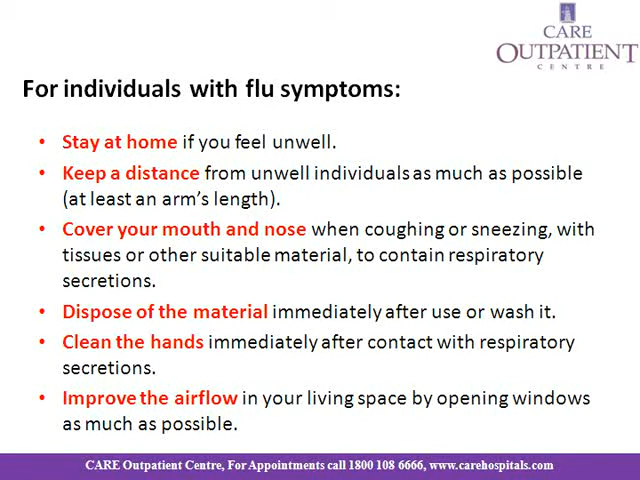 CARE
OUTPATIENT
CENTRE
For individuals with flu symptoms:
• Stay at home if you feel unwell.
• Keep a distance from unwell individuals as much as possible
(at least an arm's length).
• Cover your mouth and nose when coughing or sneezing, with
tissues or other suitable material, to contain respiratory
secretions.
• Dispose of the material immediately after use or wash it.
• Clean the hands immediately after contact with respiratory
secretions.
• Improve the airflow in your living space by opening windows
as much as possible.
CARE Outpatient Centre, For Appointments call 1800 108 6666, www.carehospitals.com